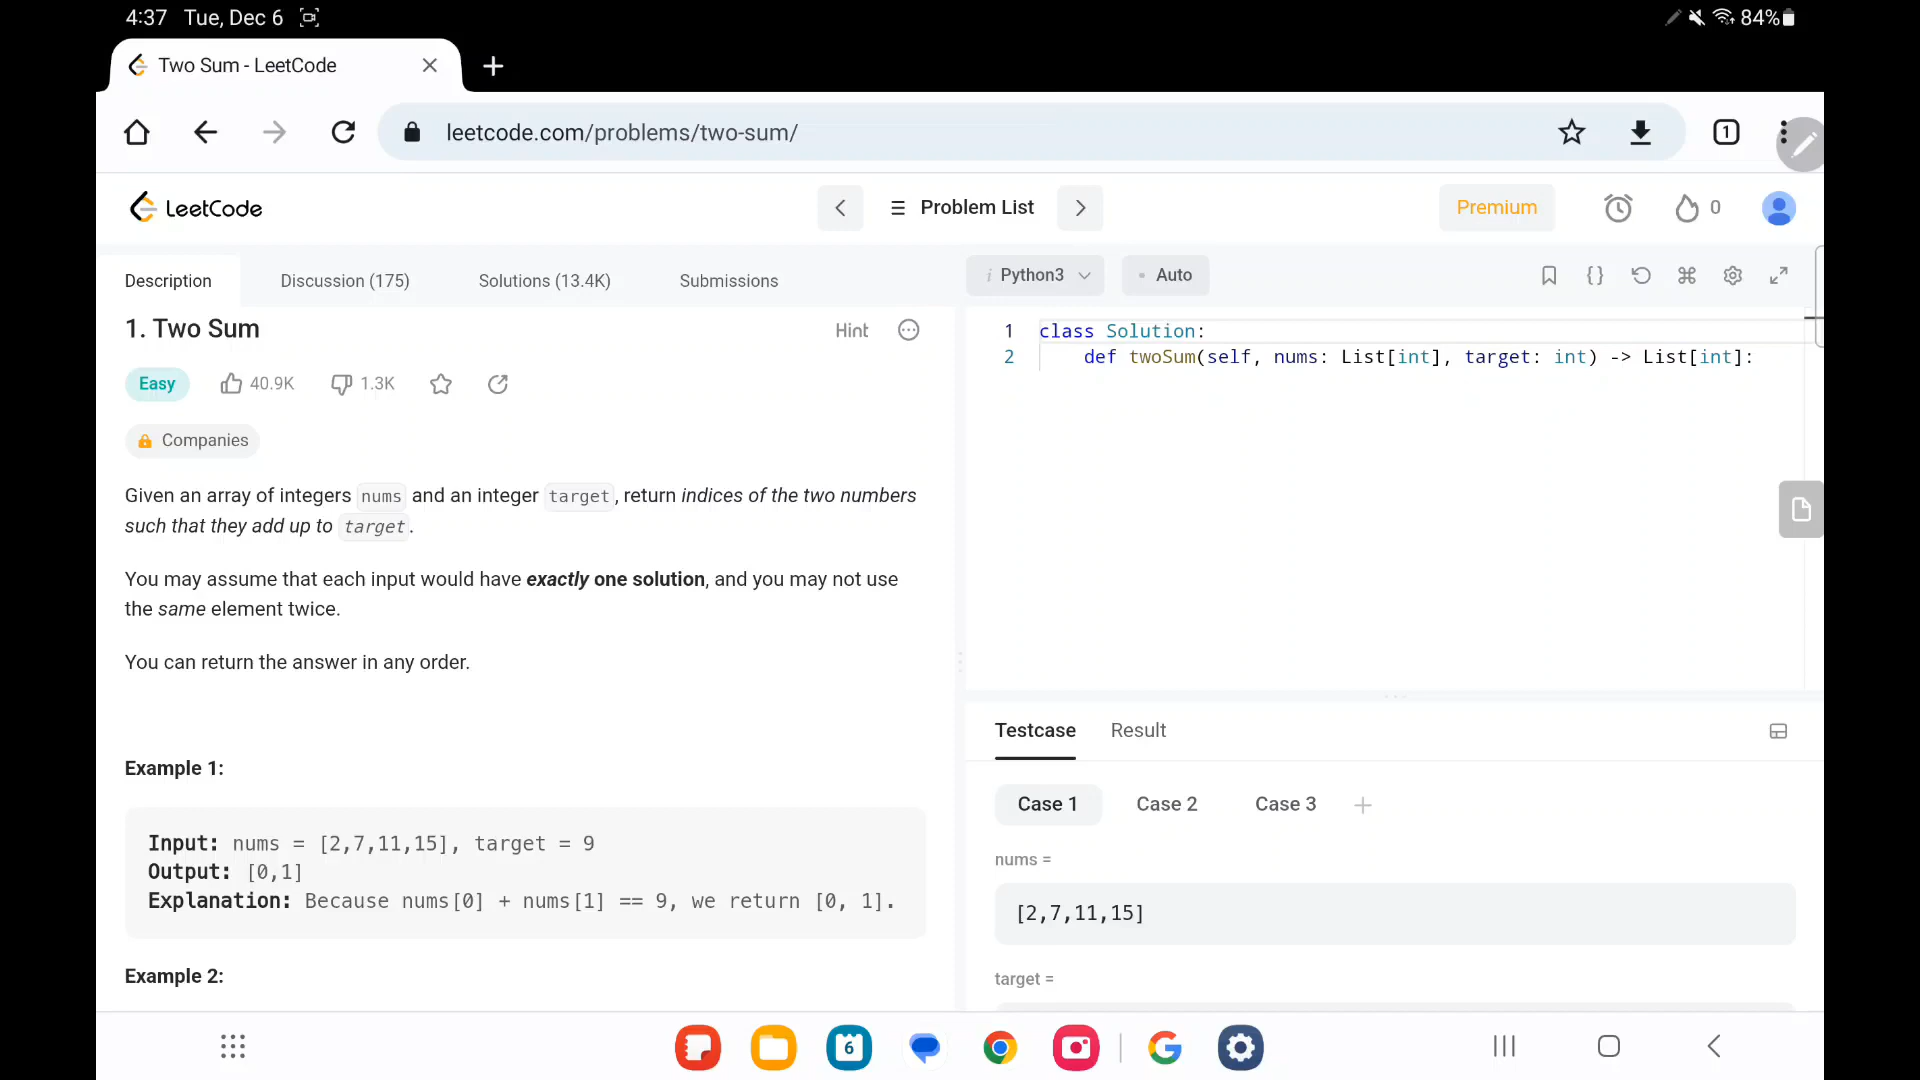 4:37 Tue, Dec 6 84%
Two Sum - LeetCode
leetcode.com/problems/two-sum/ 1
LeetCode Problem List Premium 0
Description Discussion (175) Solutions (13.4K) Submissions
1. Two Sum Hint
Easy 40.9K 1.3K
Companies
Given an array of integers nums and an integer target, return indices of the two numbers
such that they add up to target.
You may assume that each input would have exactly one solution, and you may not use
the same element twice.
You can return the answer in any order.
Example 1:
Input: nums = [2,7,11,15], target = 9
Output: [0,1]
Explanation: Because nums[0] + nums[1] == 9, we return [0, 1].
Example 2:
i Python3 Auto
1 class Solution:
2 def twoSum(self, nums: List[int], target: int) -> List[int]:
Testcase Result
Case 1 Case 2 Case 3
nums =
[2,7,11,15]
target =
6